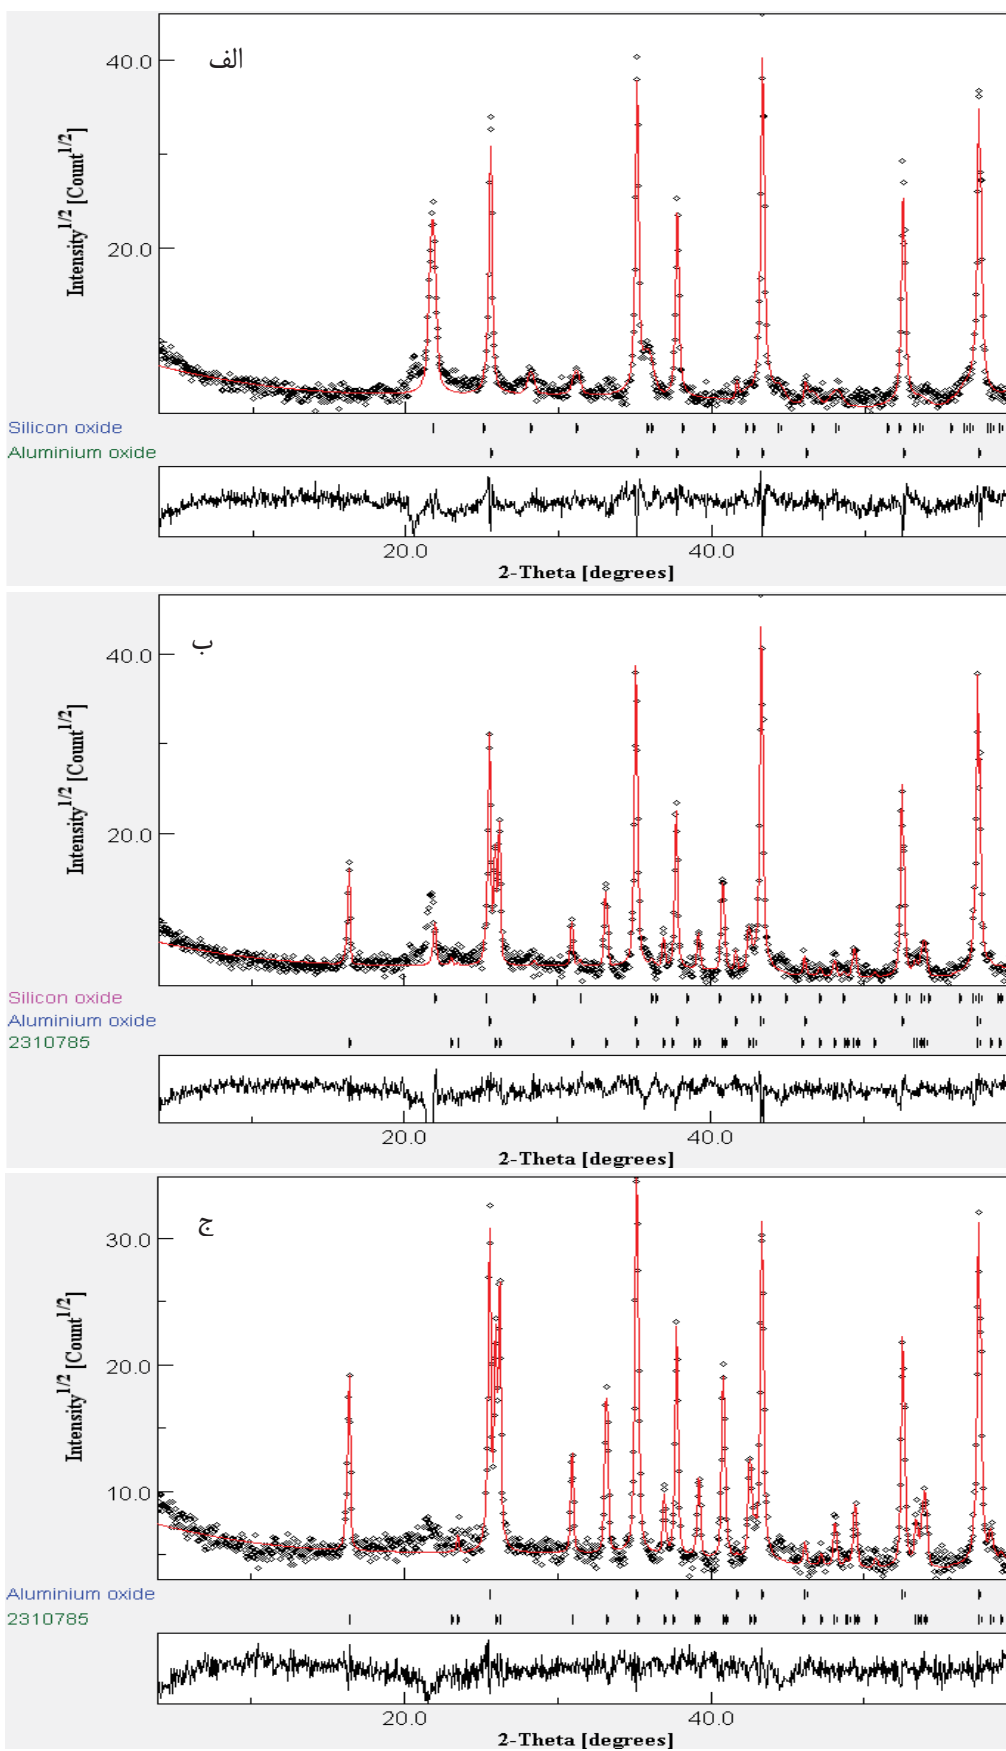 الف
40.0
20.0
Intensity1/2 [Count1/2]
Silicon oxide
Aluminium oxide
20.0 40.0
2-Theta [degrees]
ب
40.0
20.0
Intensity1/2 [Count1/2]
Silicon oxide
Aluminium oxide
2310785
20.0 40.0
2-Theta [degrees]
ج
30.0
20.0
10.0
Intensity1/2 [Count1/2]
Aluminium oxide
2310785
20.0 40.0
2-Theta [degrees]